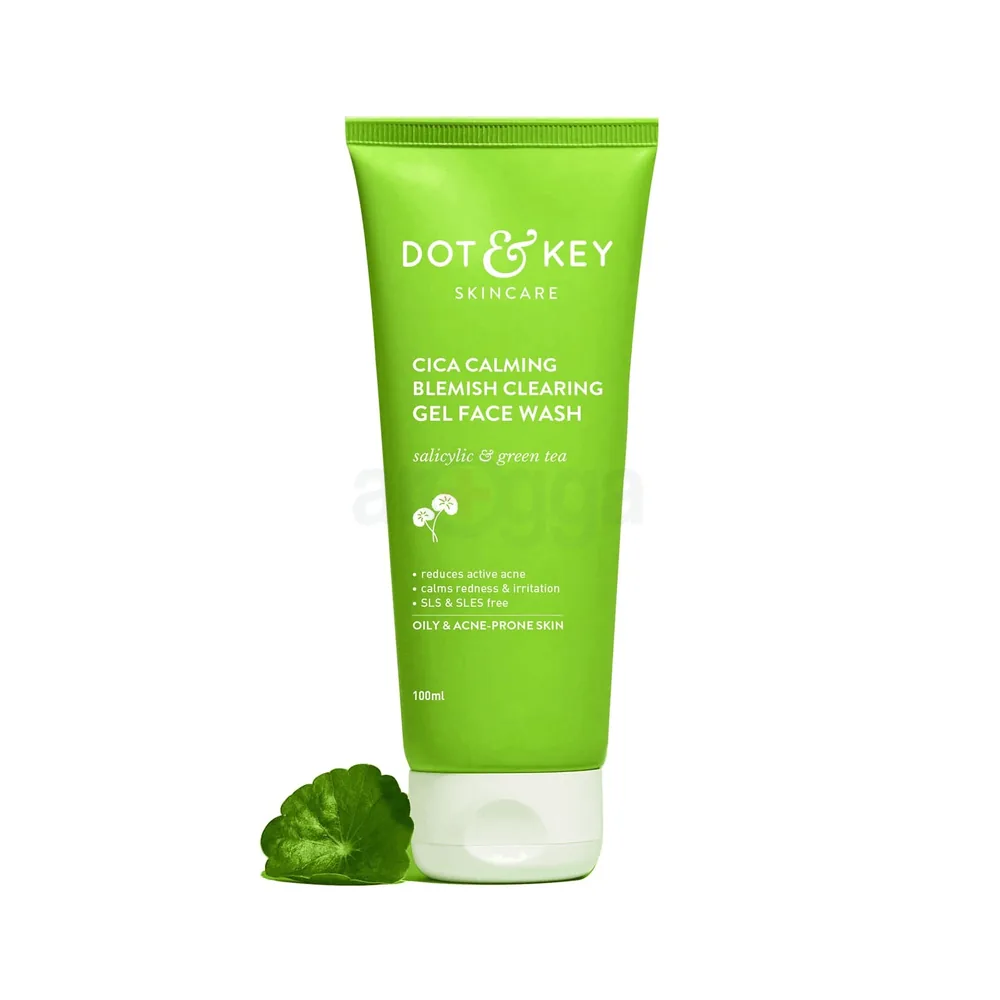 DOT & KEY
SKINCARE
CICA CALMING
BLEMISH CLEARING
GEL FACE WASH
salicylic & green tea
arogga
• reduces active acne
• calms redness & irritation
• SLS & SLES free
OILY & ACNE-PRONE SKIN
100ml